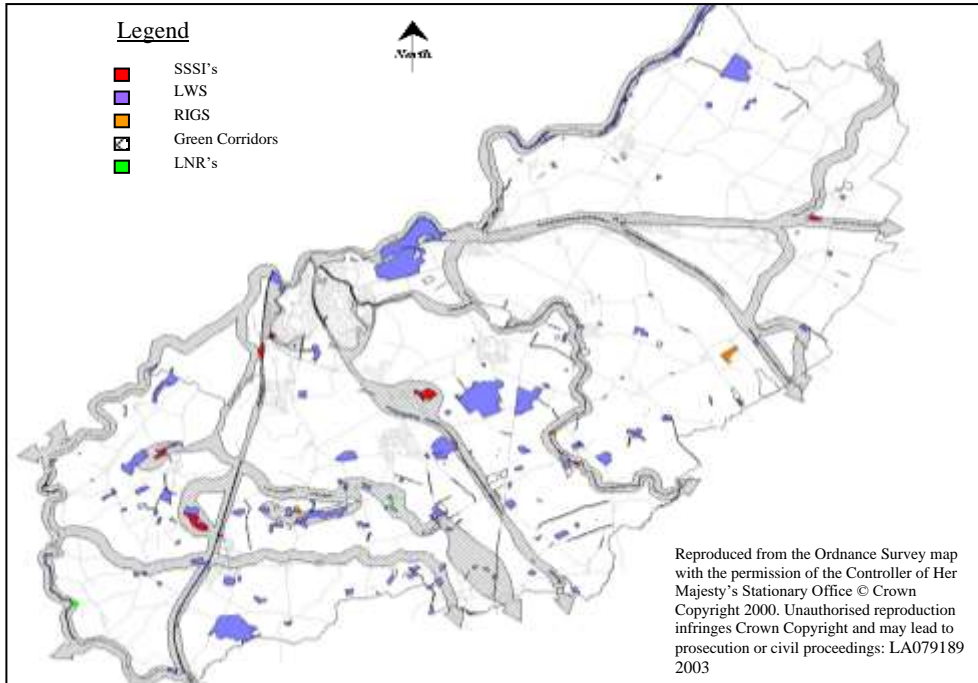 Legend
North
SSSI's
LWS
RIGS
Green Corridors
LNR's
Reproduced from the Ordnance Survey map
with the permission of the Controller of Her
Majesty's Stationary Office © Crown
Copyright 2000. Unauthorised reproduction
infringes Crown Copyright and may lead to
prosecution or civil proceedings: LA079189
2003